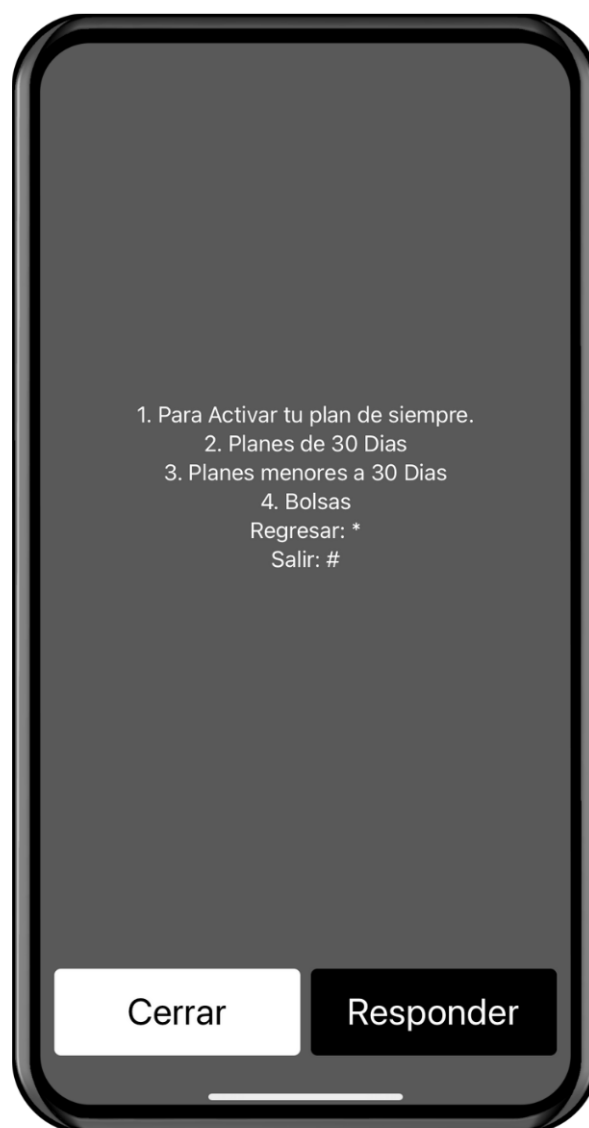 1. Para Activar tu plan de siempre.
2. Planes de 30 Dias
3. Planes menores a 30 Dias
4. Bolsas
Regresar: *
Salir: #
Cerrar
Responder